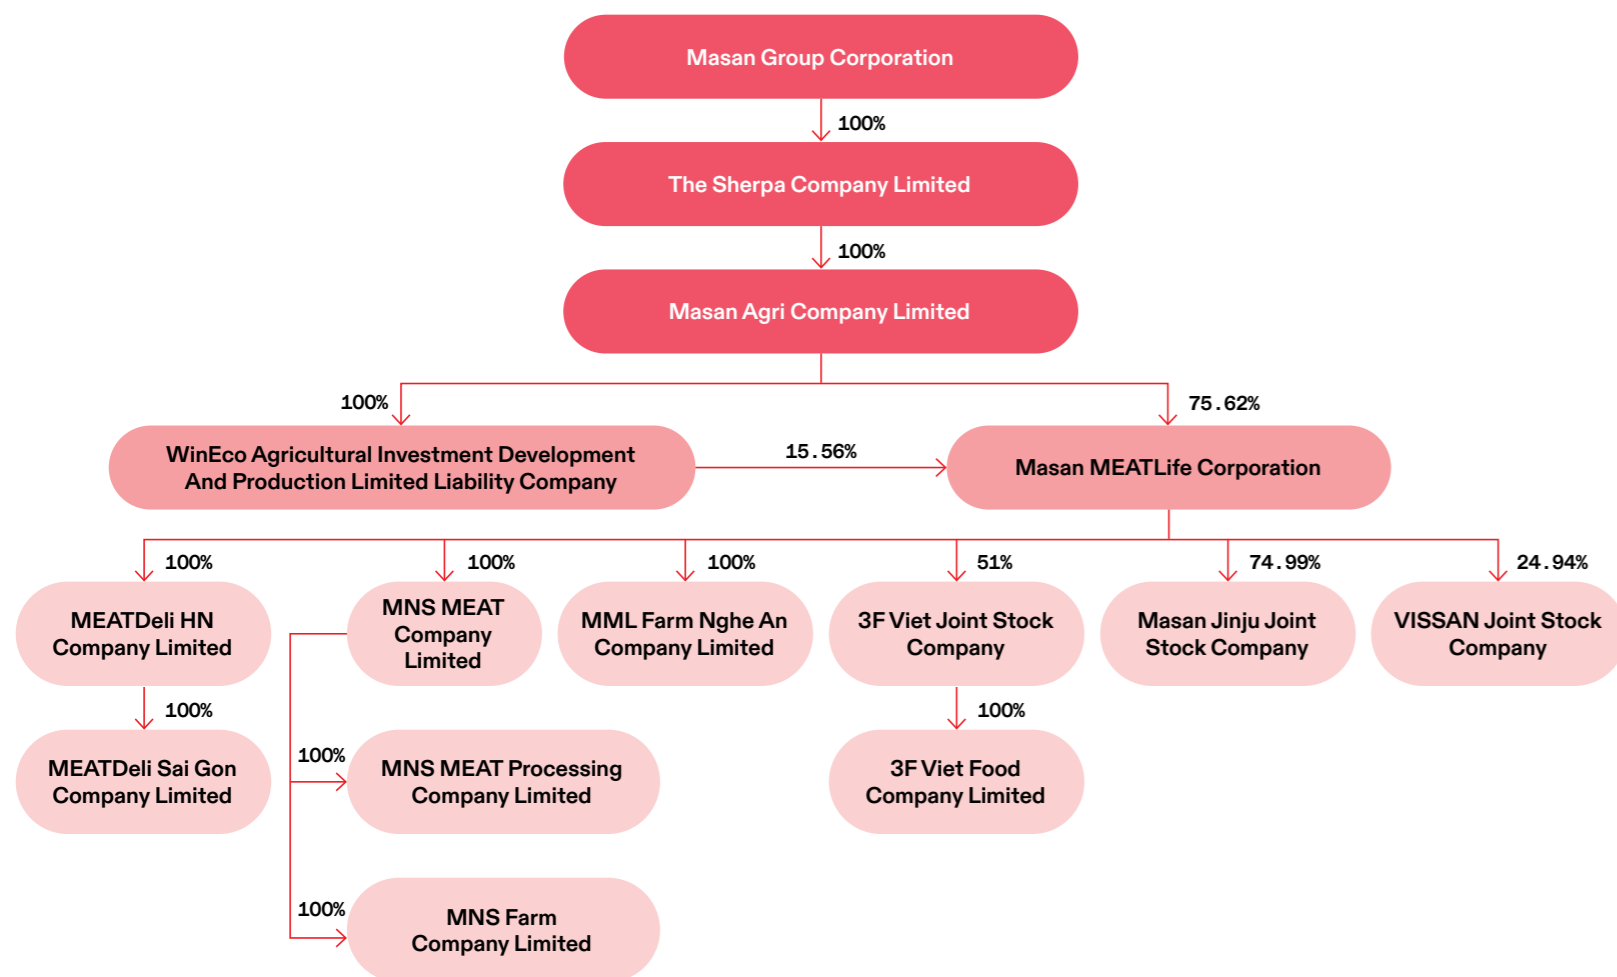 Masan Group Corporation
100%
The Sherpa Company Limited
100%
Masan Agri Company Limited
100%
75.62%
WinEco Agricultural Investment Development
And Production Limited Liability Company
15.56%
Masan MEATLife Corporation
100%
100%
100%
51%
74.99%
24.94%
MEATDeli HN
Company Limited
MNS MEAT
Company
Limited
MML Farm Nghe An
Company Limited
3F Viet Joint Stock
Company
Masan Jinju Joint
Stock Company
VISSAN Joint Stock
Company
100%
100%
100%
MEATDeli Sai Gon
Company Limited
MNS MEAT Processing
Company Limited
3F Viet Food
Company Limited
100%
MNS Farm
Company Limited